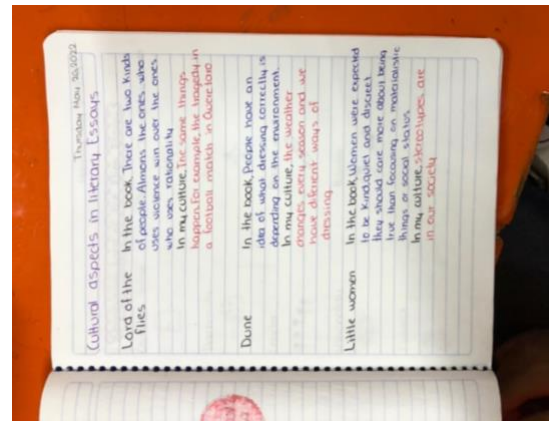 Thursday May 26, 2022
Cultural aspects in literary Essays
Lord of the
flies
In the book, There are two kinds
of people. Almons the ones who
uses violence win over the ones
who uses rationality
In my culture, the same things
happen. For example, the tragedy in
a football match in Queretaro
Dune
In the book, People have an
idea of what dressing correctly is
depending on the environment.
In my culture, the weather
changes every season and we
have diferent ways of
dressing
Little women
In the book, Women were expected
to be kind, quiet and discreet
they should care more about being
true than focusing on materialistic
things or social status
In my culture, stereotypes are
in our society